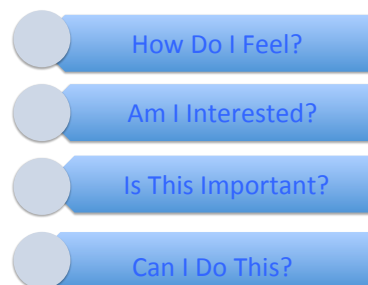 How Do I Feel?
Am I Interested?
Is This Important?
Can I Do This?